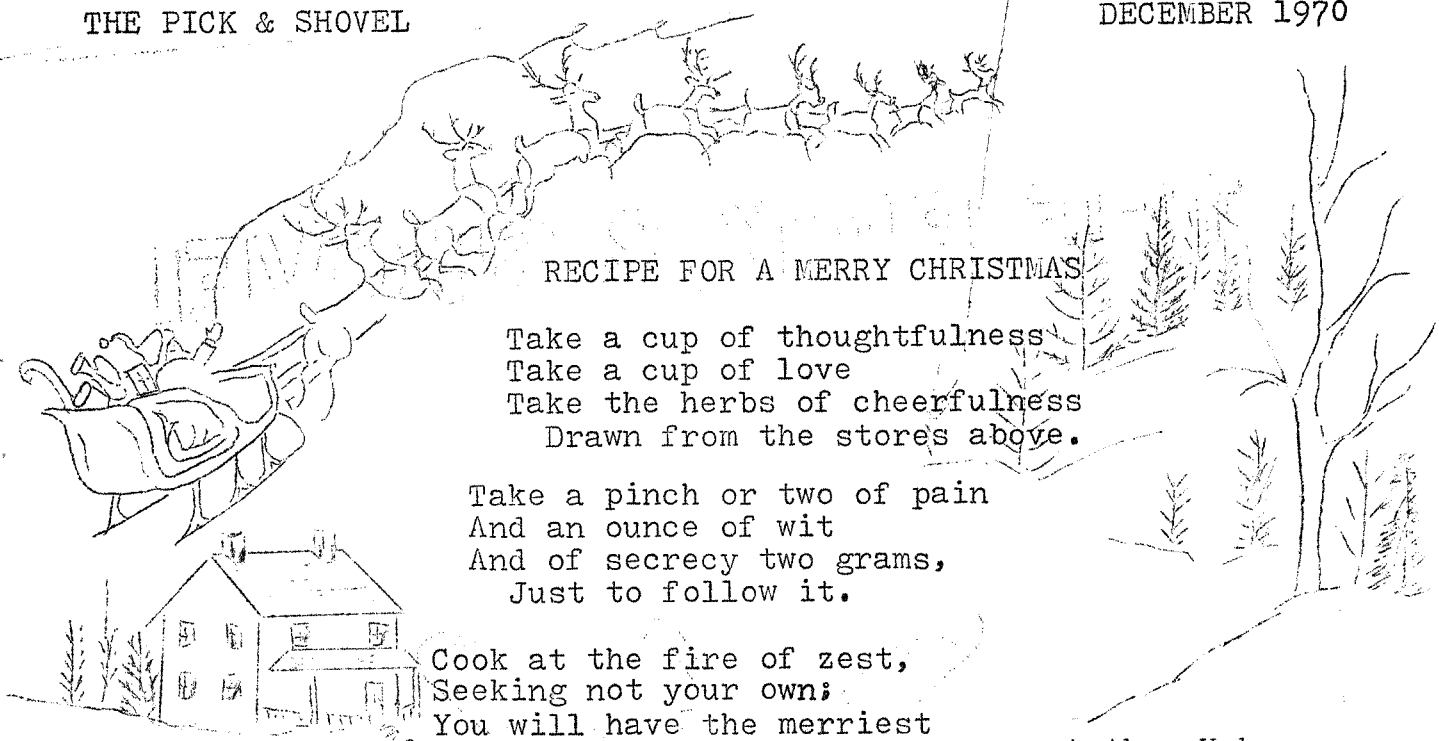 THE PICK & SHOVEL
DECEMBER 1970
RECIPE FOR A MERRY CHRISTMAS
Take a cup of thoughtfulness
Take a cup of love
Take the herbs of cheerfulness
Drawn from the stores above.
Take a pinch or two of pain
And an ounce of wit
And of secrecy two grams,
Just to follow it.
Cook at the fire of zest,
Seeking not your own;
You will have the merriest